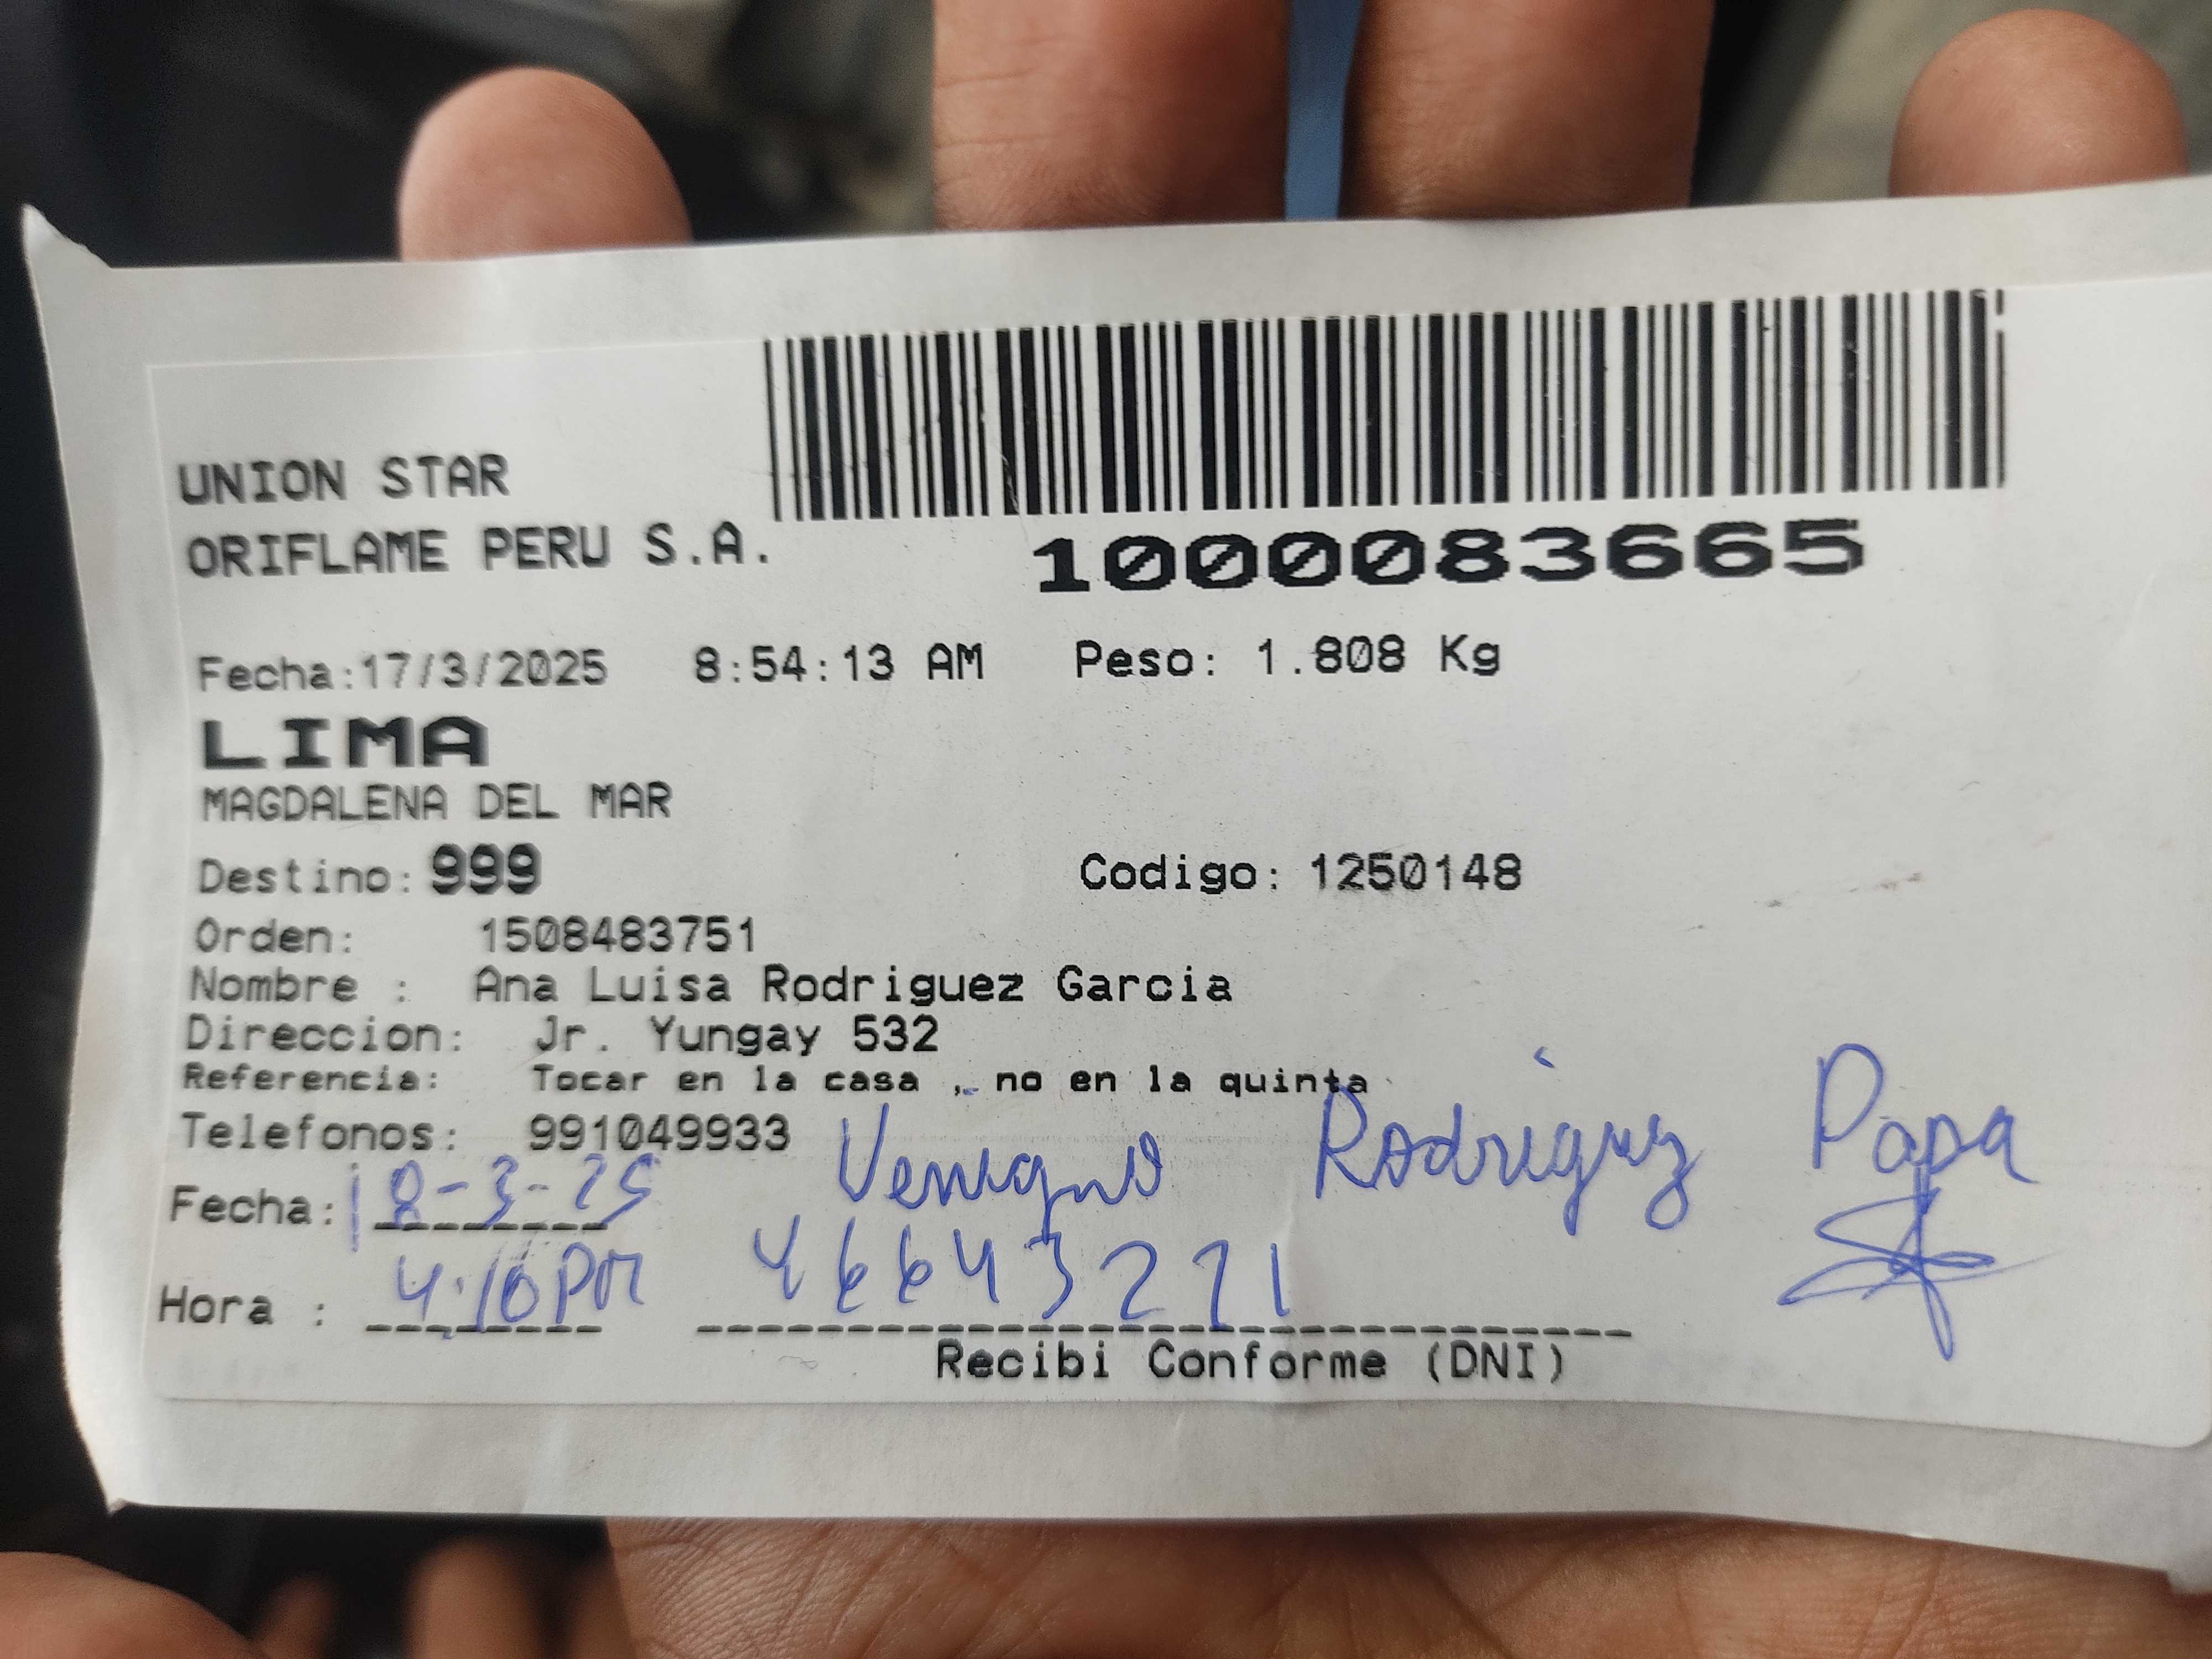 UNION STAR
ORIFLAME PERU S.A.
1000083665
Fecha:17/3/2025 8:54:13 AM Peso: 1.808 Kg
LIMA
MAGDALENA DEL MAR
Destino: 999 Codigo: 1250148
Orden: 1508483751
Nombre : Ana Luisa Rodriguez Garcia
Direccion: Jr. Yungay 532
Referencia: Tocar en la casa , no en la quinta
Telefonos: 991049933
Venigno Rodriguez Papa
Fecha: 18-3-25
46643271
Hora : 4:10 PM
Recibi Conforme (DNI)